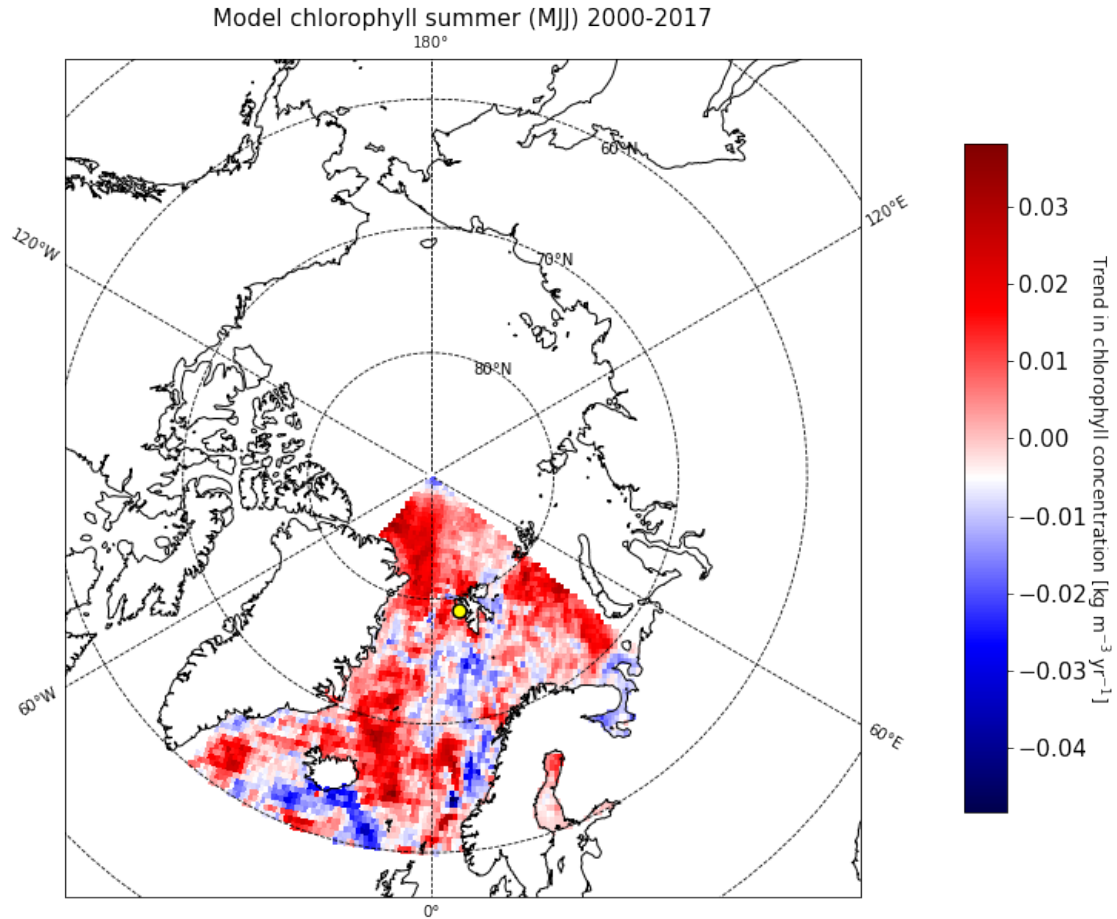 Model chlorophyll summer (MJJ) 2000-2017
180°
60°N
120°E
120°W
70°N
80°N
60°W
60°E
0°
0.03
0.02
0.01
0.00
−0.01
−0.02
−0.03
−0.04
Trend in chlorophyll concentration [kg m⁻³ yr⁻¹]